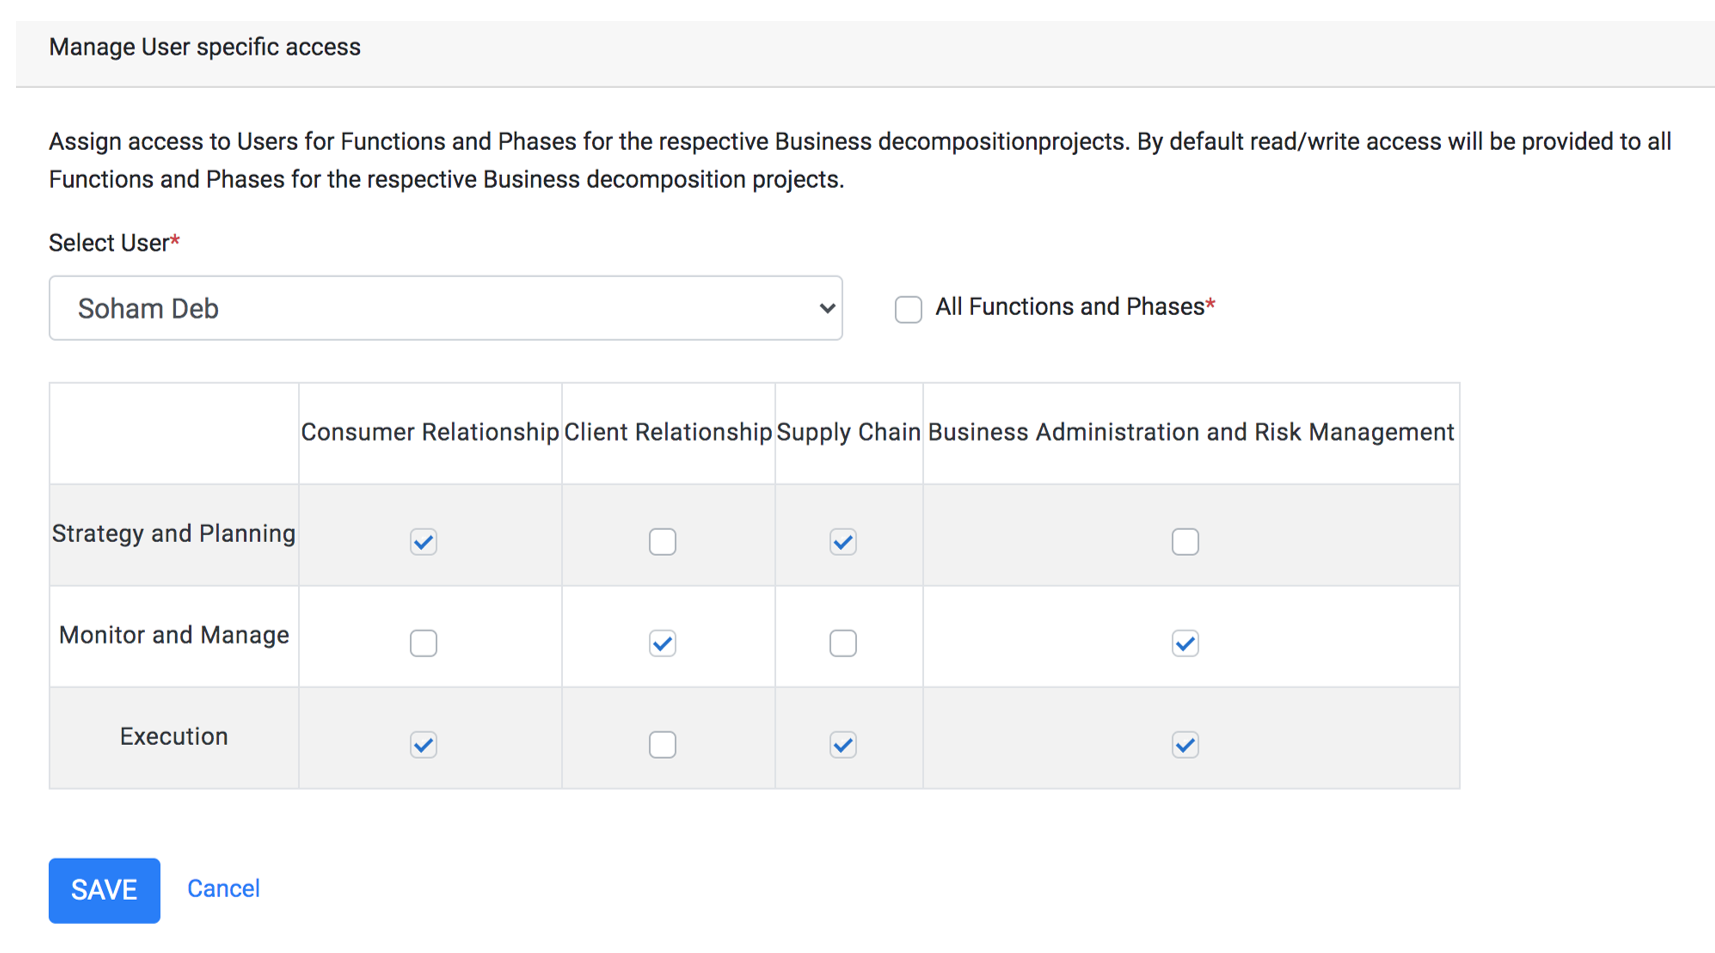 Manage User specific access
Assign access to Users for Functions and Phases for the respective Business decompositionprojects. By default read/write access will be provided to all
Functions and Phases for the respective Business decomposition projects.
Select User*
Soham Deb
All Functions and Phases*
Consumer Relationship Client Relationship Supply Chain Business Administration and Risk Management
Strategy and Planning
Monitor and Manage
Execution
SAVE Cancel